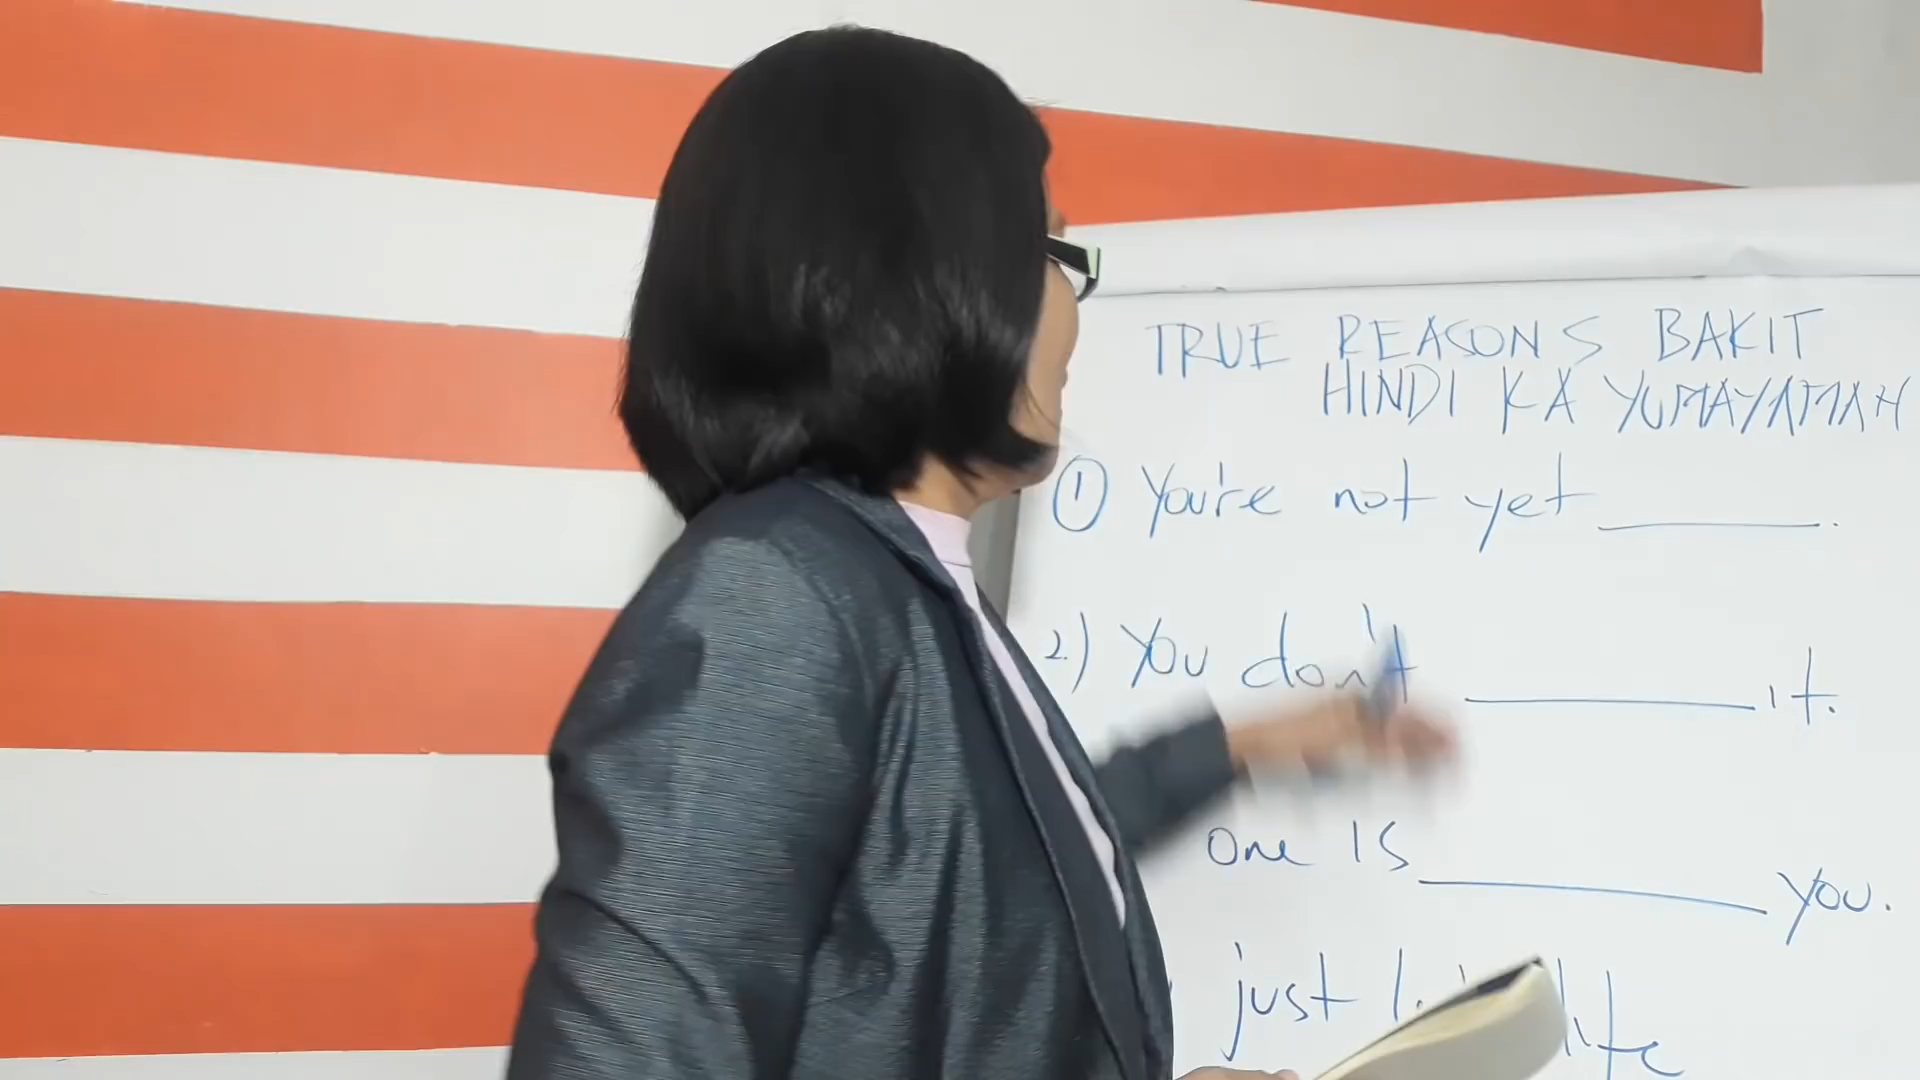 TRUE REASONS BAKIT
HINDI KA YUMAYAMAN
① You're not yet ______.
2) You don't ______ it.
One is ______ you.
just life